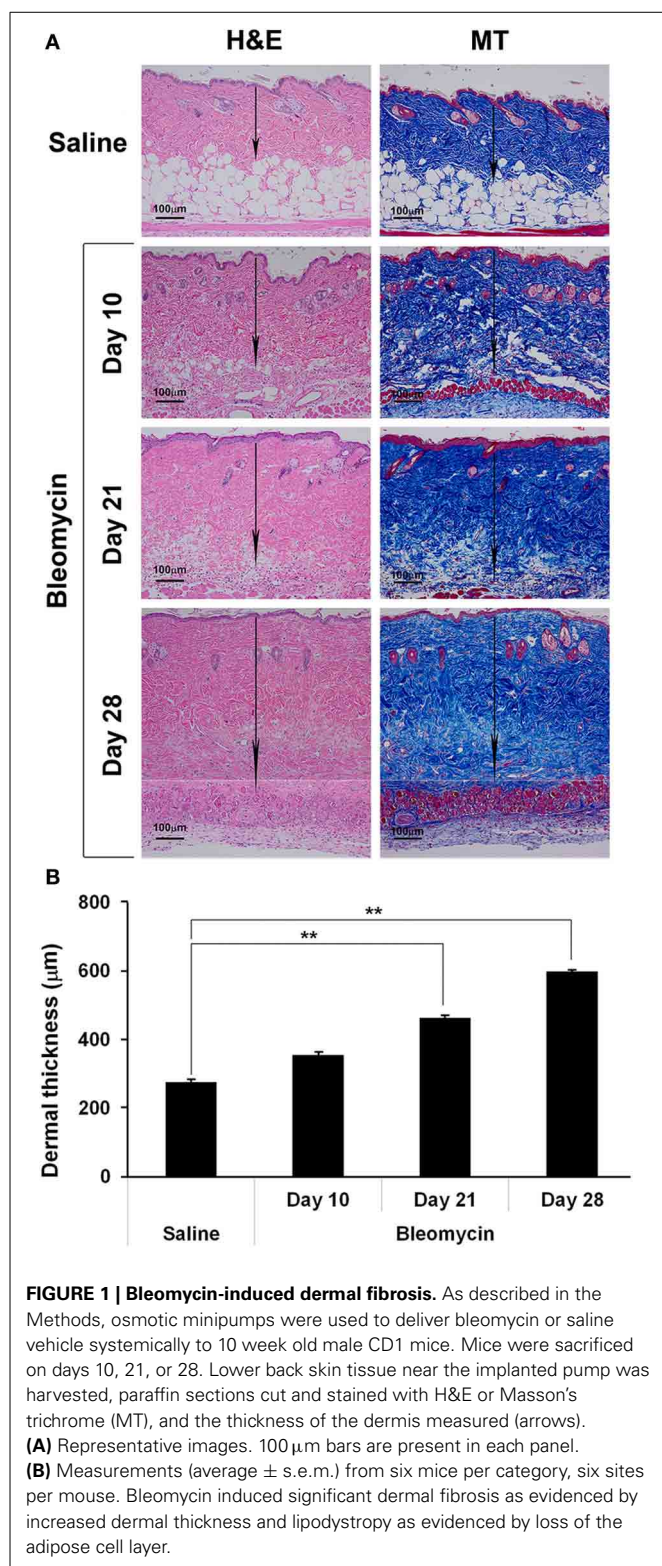 A
H&E
MT
Saline
100μm
100μm
Bleomycin
Day 10
100μm
100μm
Day 21
100μm
100μm
Day 28
100μm
100μm
B
Dermal thickness (μm)
800
600
400
200
0
**
**
Day 10
Day 21
Day 28
Saline
Bleomycin
FIGURE 1 | Bleomycin-induced dermal fibrosis. As described in the
Methods, osmotic minipumps were used to deliver bleomycin or saline
vehicle systemically to 10 week old male CD1 mice. Mice were sacrificed
on days 10, 21, or 28. Lower back skin tissue near the implanted pump was
harvested, paraffin sections cut and stained with H&E or Masson's
trichrome (MT), and the thickness of the dermis measured (arrows).
(A) Representative images. 100 μm bars are present in each panel.
(B) Measurements (average ± s.e.m.) from six mice per category, six sites
per mouse. Bleomycin induced significant dermal fibrosis as evidenced by
increased dermal thickness and lipodystropy as evidenced by loss of the
adipose cell layer.